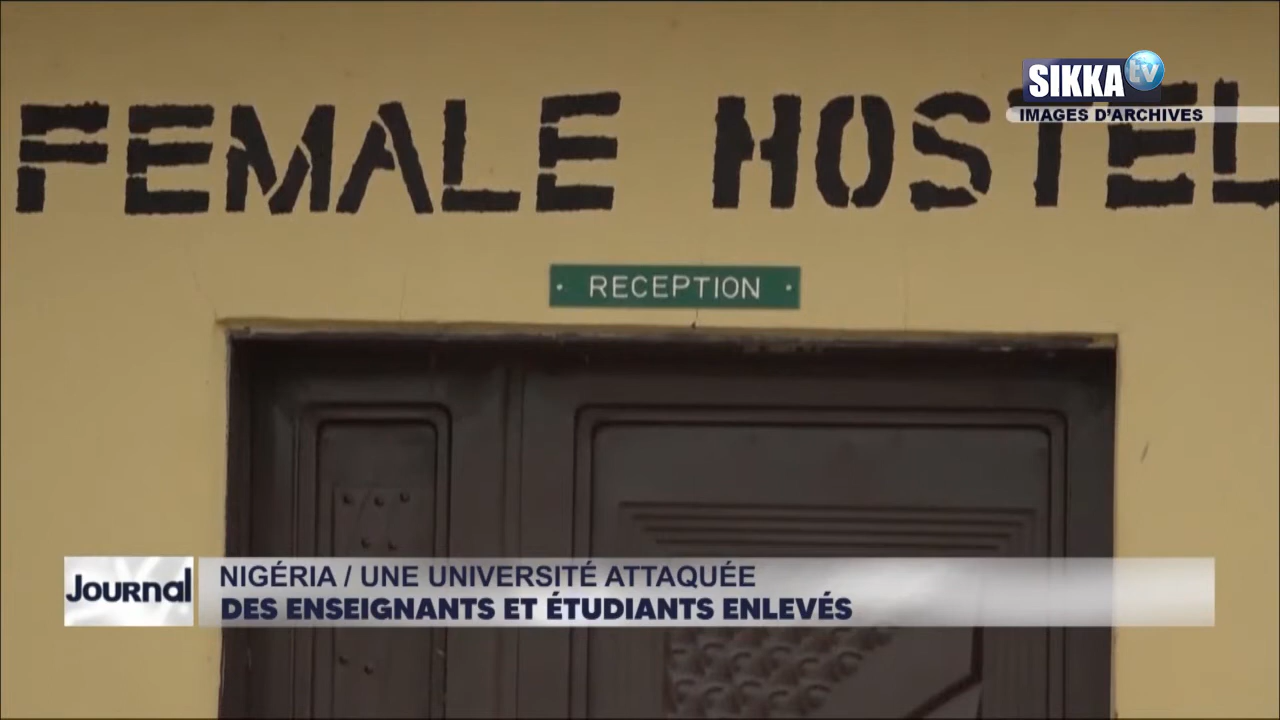 SIKKA tv
IMAGES D'ARCHIVES
FEMALE HOSTEL
RECEPTION
Journal
NIGÉRIA / UNE UNIVERSITÉ ATTAQUÉE
DES ENSEIGNANTS ET ÉTUDIANTS ENLEVÉS